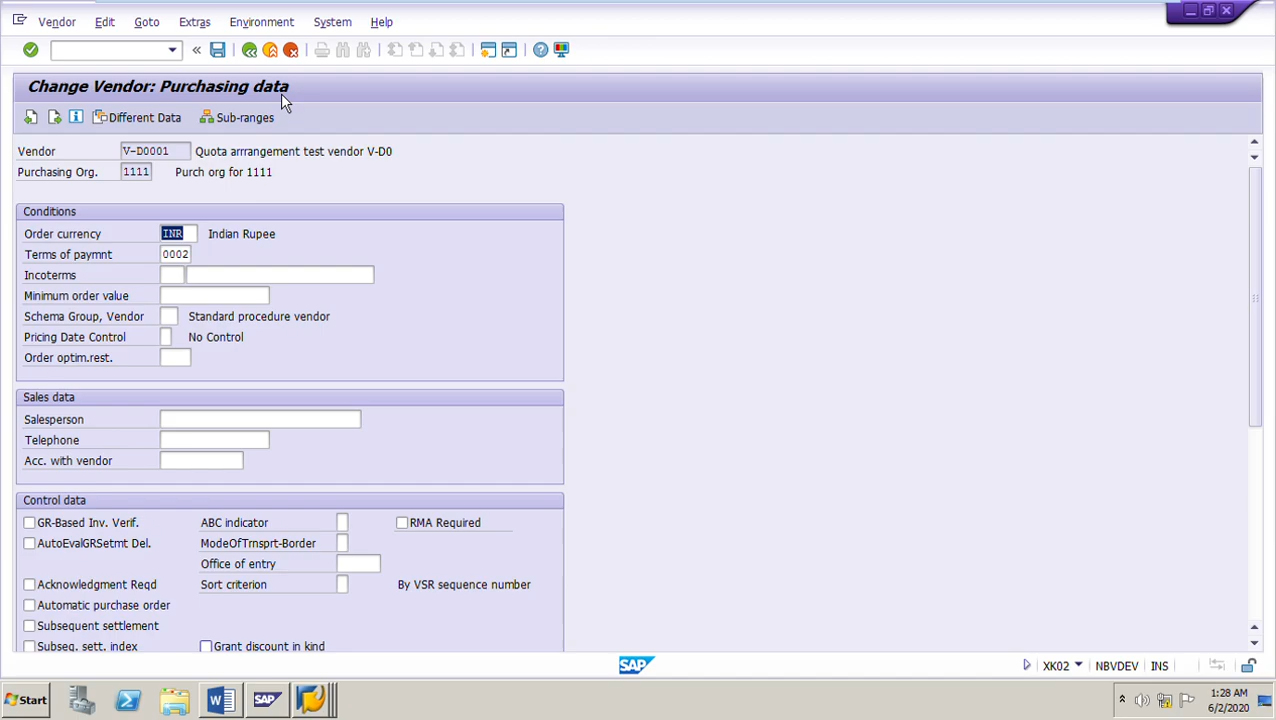 Vendor Edit Goto Extras Environment System Help
Change Vendor: Purchasing data
Different Data Sub-ranges
Vendor V-D0001 Quota arrrangement test vendor V-D0
Purchasing Org. 1111 Purch org for 1111
Conditions
Order currency INR Indian Rupee
Terms of paymnt 0002
Incoterms
Minimum order value
Schema Group, Vendor Standard procedure vendor
Pricing Date Control No Control
Order optim.rest.
Sales data
Salesperson
Telephone
Acc. with vendor
Control data
GR-Based Inv. Verif. ABC indicator RMA Required
AutoEvalGRSetmt Del. ModeOfTrnsprt-Border
Office of entry
Acknowledgment Reqd Sort criterion By VSR sequence number
Automatic purchase order
Subsequent settlement
Subseq. sett. index Grant discount in kind
SAP XK02 NBVDEV INS
Start W SAP 1:28 AM
6/2/2020